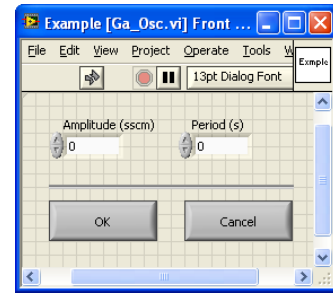 Example [Ga_Osc.vi] Front ...
File Edit View Project Operate Tools W
Exmple
13pt Dialog Font
Amplitude (sscm) Period (s)
0 0
OK Cancel